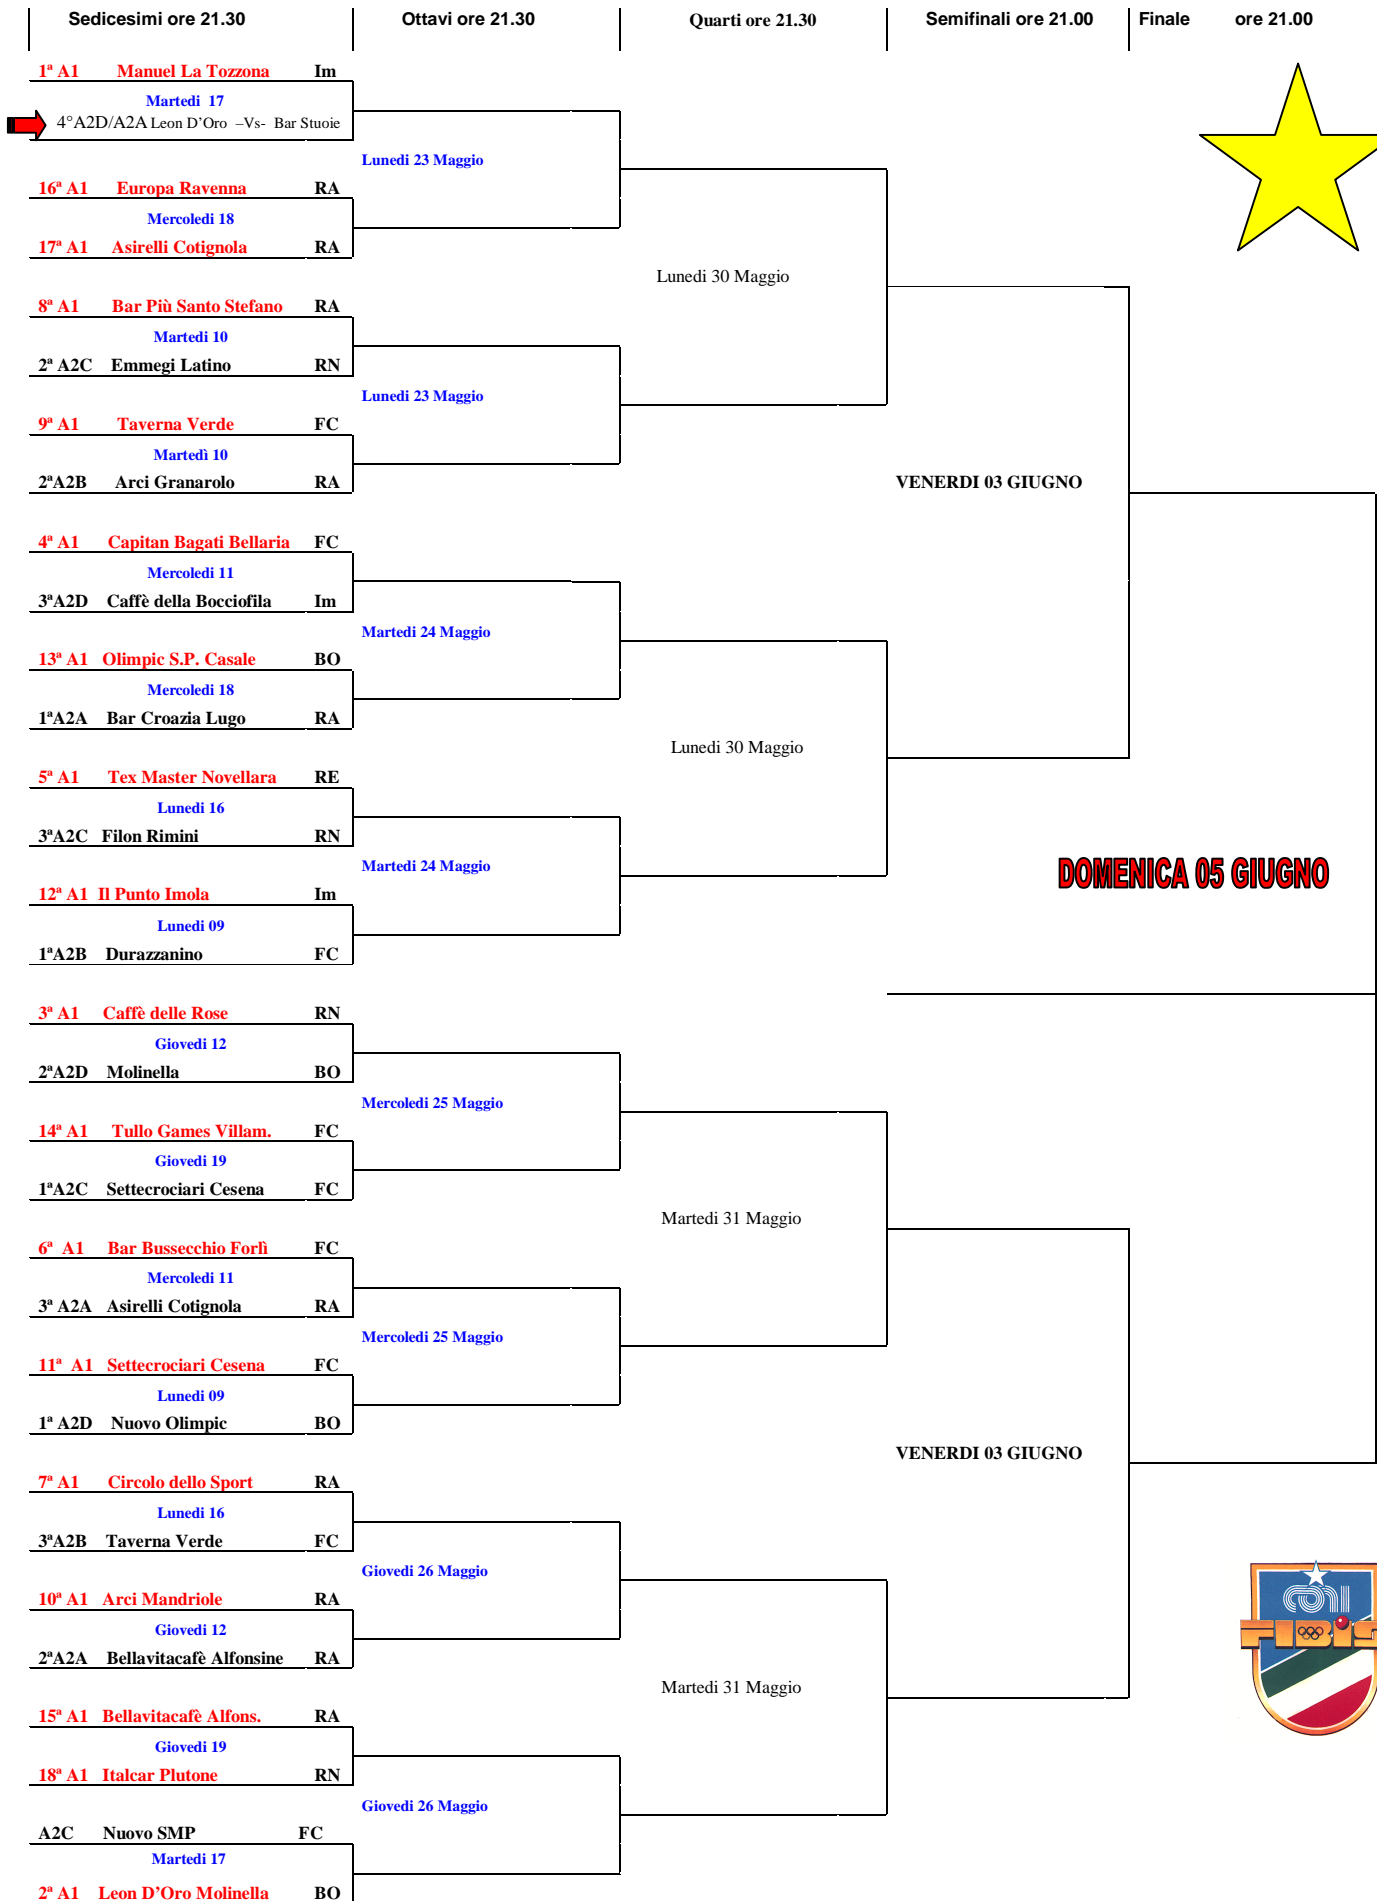 Sedicesimi ore 21.30 Ottavi ore 21.30 Quarti ore 21.30 Semifinali ore 21.00 Finale ore 21.00
1ª A1 Manuel La Tozzona Im
Martedi 17
4°A2D/A2A Leon D'Oro –Vs- Bar Stuoie
Lunedi 23 Maggio
16ª A1 Europa Ravenna RA
Mercoledi 18
17ª A1 Asirelli Cotignola RA
Lunedi 30 Maggio
8ª A1 Bar Più Santo Stefano RA
Martedi 10
2ª A2C Emmegi Latino RN
Lunedi 23 Maggio
9ª A1 Taverna Verde FC
Martedì 10
2ªA2B Arci Granarolo RA
VENERDI 03 GIUGNO
4ª A1 Capitan Bagati Bellaria FC
Mercoledi 11
3ªA2D Caffè della Bocciofila Im
Martedi 24 Maggio
13ª A1 Olimpic S.P. Casale BO
Mercoledi 18
1ªA2A Bar Croazia Lugo RA
Lunedi 30 Maggio
5ª A1 Tex Master Novellara RE
Lunedi 16
3ªA2C Filon Rimini RN
Martedi 24 Maggio
DOMENICA 05 GIUGNO
12ª A1 Il Punto Imola Im
Lunedi 09
1ªA2B Durazzanino FC
3ª A1 Caffè delle Rose RN
Giovedi 12
2ªA2D Molinella BO
Mercoledi 25 Maggio
14ª A1 Tullo Games Villam. FC
Giovedi 19
1ªA2C Settecrociari Cesena FC
Martedi 31 Maggio
6ª A1 Bar Bussecchio Forlì FC
Mercoledi 11
3ª A2A Asirelli Cotignola RA
Mercoledi 25 Maggio
11ª A1 Settecrociari Cesena FC
Lunedi 09
1ª A2D Nuovo Olimpic BO
VENERDI 03 GIUGNO
7ª A1 Circolo dello Sport RA
Lunedi 16
3ªA2B Taverna Verde FC
Giovedi 26 Maggio
10ª A1 Arci Mandriole RA
Giovedi 12
2ªA2A Bellavitacafè Alfonsine RA
Martedi 31 Maggio
15ª A1 Bellavitacafè Alfons. RA
Giovedi 19
18ª A1 Italcar Plutone RN
Giovedi 26 Maggio
A2C Nuovo SMP FC
Martedi 17
2ª A1 Leon D'Oro Molinella BO
CONI
FIBIS